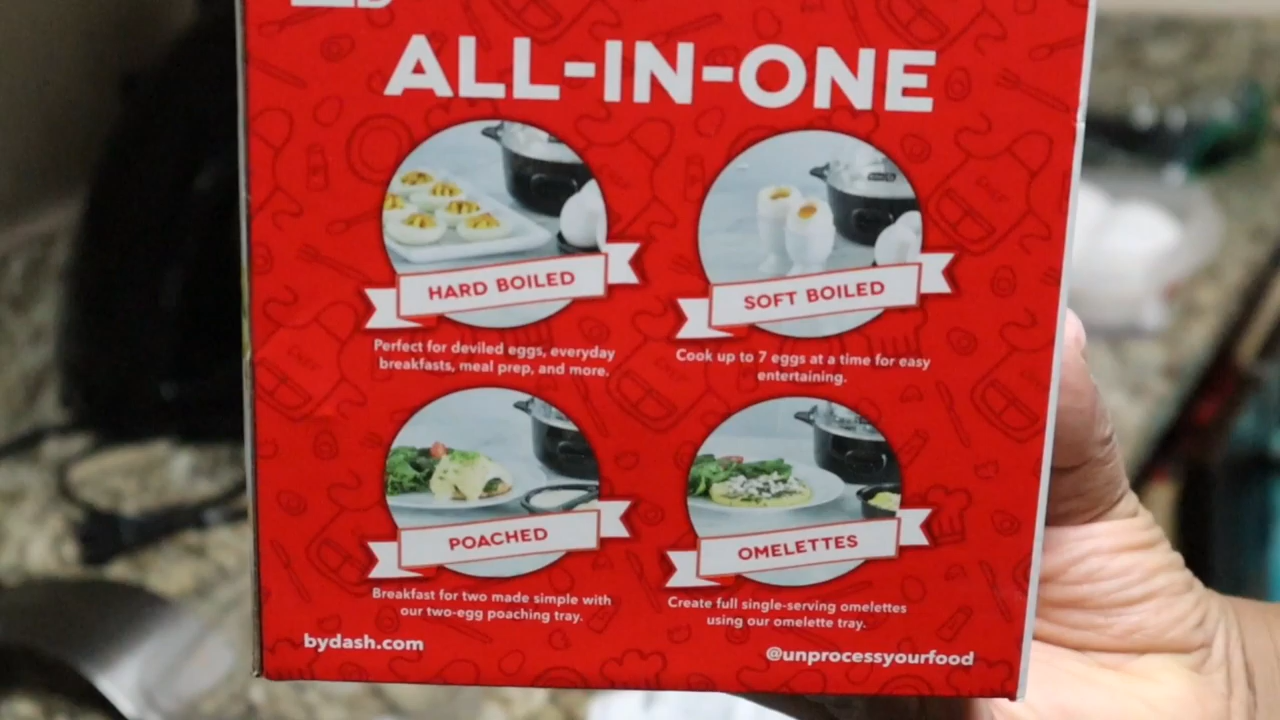 ALL-IN-ONE
HARD BOILED
Perfect for deviled eggs, everyday
breakfasts, meal prep, and more.
SOFT BOILED
Cook up to 7 eggs at a time for easy
entertaining.
POACHED
Breakfast for two made simple with
our two-egg poaching tray.
OMELETTES
Create full single-serving omelettes
using our omelette tray.
bydash.com
@unprocessyourfood